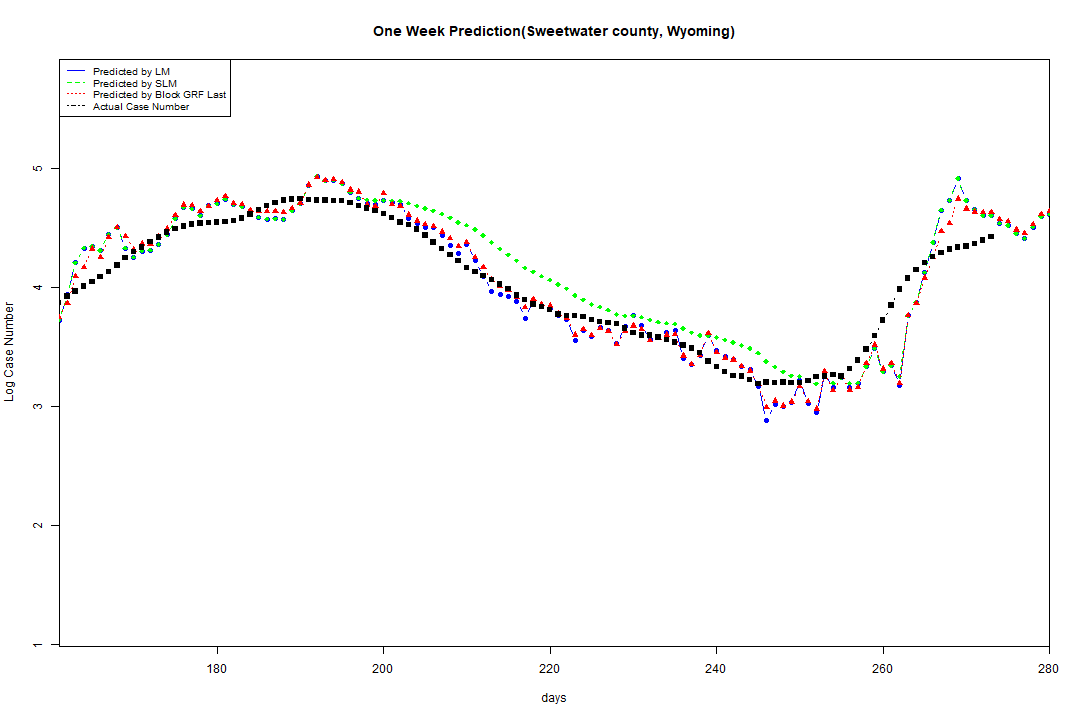 One Week Prediction(Sweetwater county, Wyoming)
Predicted by LM
Predicted by SLM
Predicted by Block GRF Last
Actual Case Number
5
4
3
2
1
Log Case Number
180 200 220 240 260 280
days